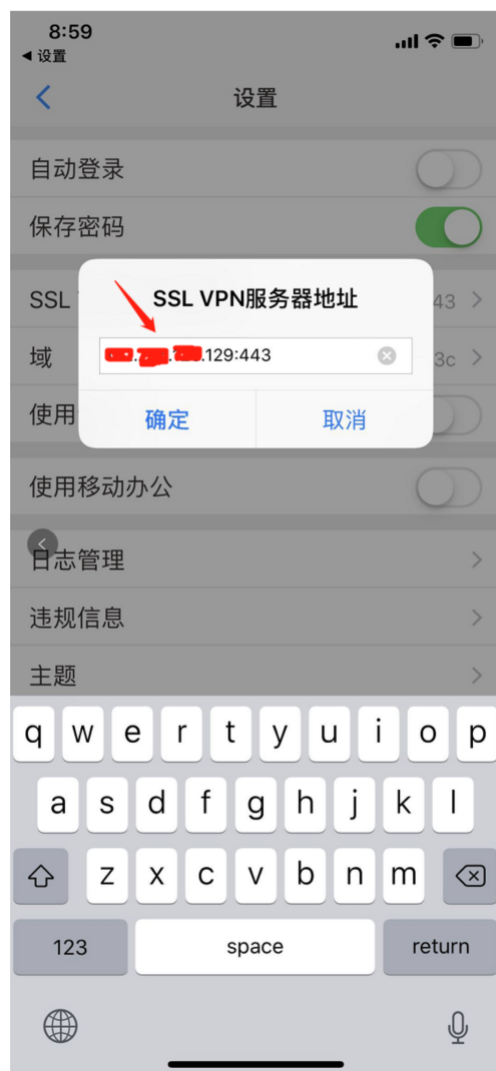 8:59
设置
设置
自动登录
保存密码
SSL VPN服务器地址
SSL
43
.129:443
域
3c
确定
取消
使用
使用移动办公
日志管理
违规信息
主题
q w e r t y u i o p
a s d f g h j k l
z x c v b n m
123 space return